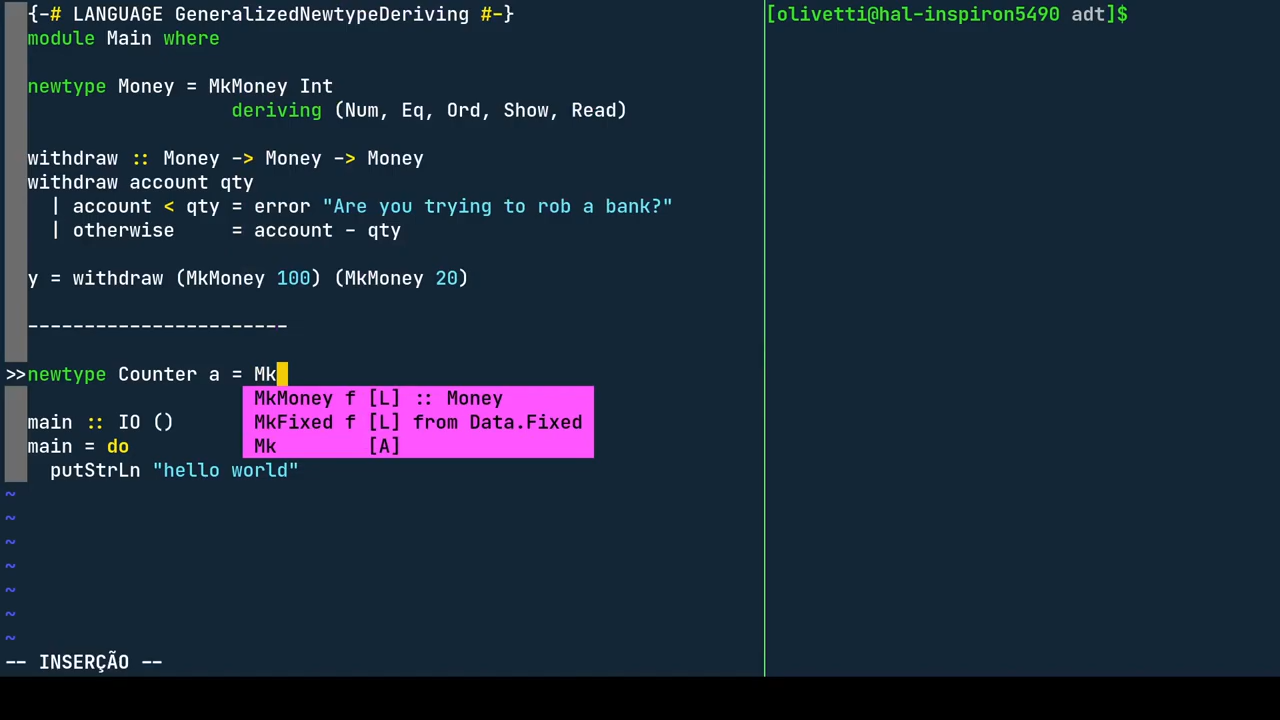 {-# LANGUAGE GeneralizedNewtypeDeriving #-}
module Main where
newtype Money = MkMoney Int
deriving (Num, Eq, Ord, Show, Read)
withdraw :: Money -> Money -> Money
withdraw account qty
| account < qty = error "Are you trying to rob a bank?"
| otherwise     = account - qty
y = withdraw (MkMoney 100) (MkMoney 20)
-----------------------
>>newtype Counter a = Mk
MkMoney f [L] :: Money
MkFixed f [L] from Data.Fixed
Mk        [A]
main :: IO ()
main = do
putStrLn "hello world"
~
~
~
~
~
~
~
-- INSERÇÃO --
[olivetti@hal-inspiron5490 adt]$